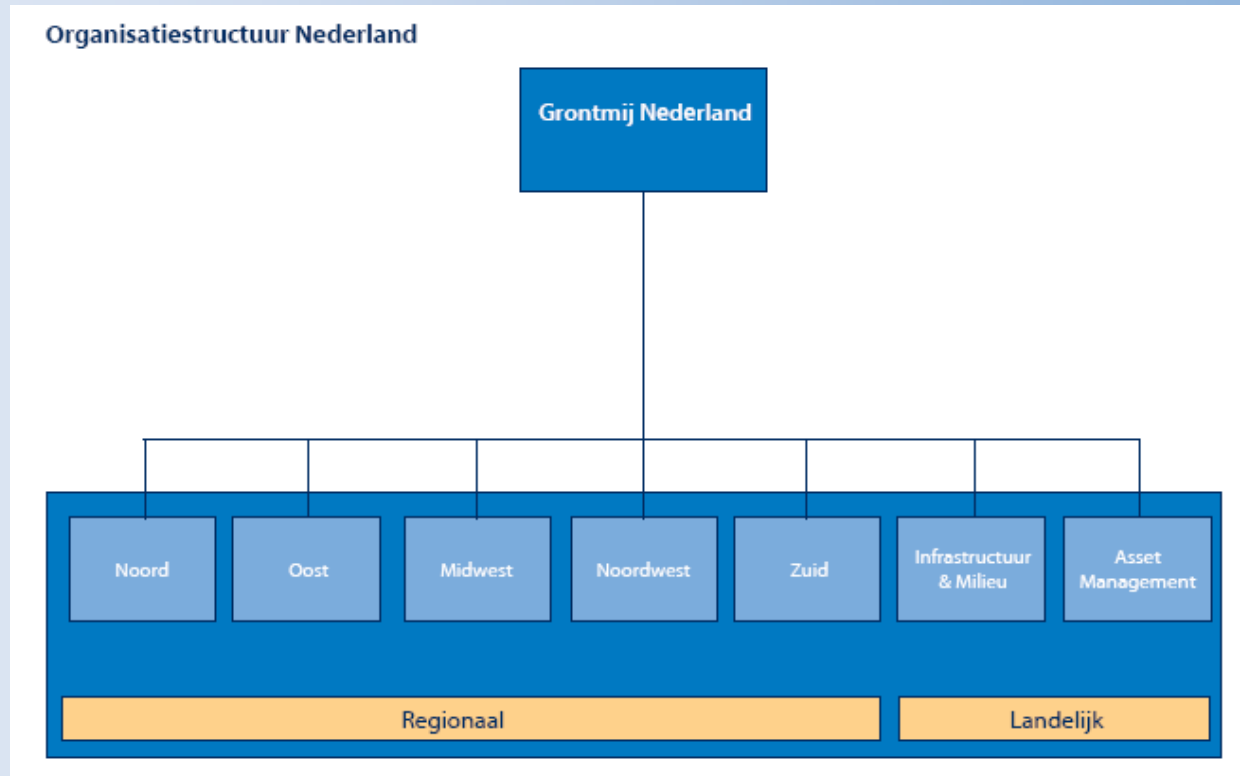 Organisatiestructuur Nederland
Grontmij Nederland
Noord
Oost
Midwest
Noordwest
Zuid
Infrastructuur
& Milieu
Asset
Management
Regionaal
Landelijk